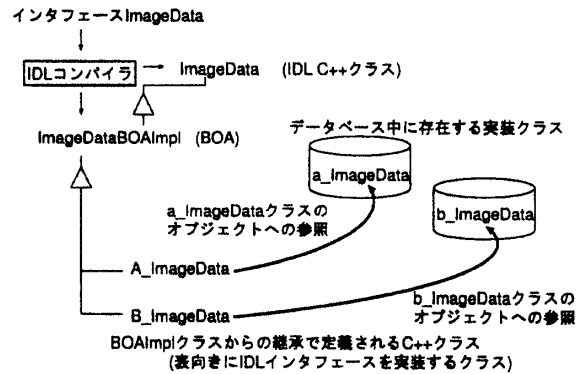 インタフェースImageData
IDLコンパイラ
ImageData (IDL C++クラス)
ImageDataBOAImpl (BOA)
データベース中に存在する実装クラス
a_ImageData
b_ImageData
a_ImageDataクラスの
オブジェクトへの参照
A_ImageData
B_ImageData
b_ImageDataクラスの
オブジェクトへの参照
BOAImplクラスからの継承で定義されるC++クラス
(表向きにIDLインタフェースを実装するクラス)